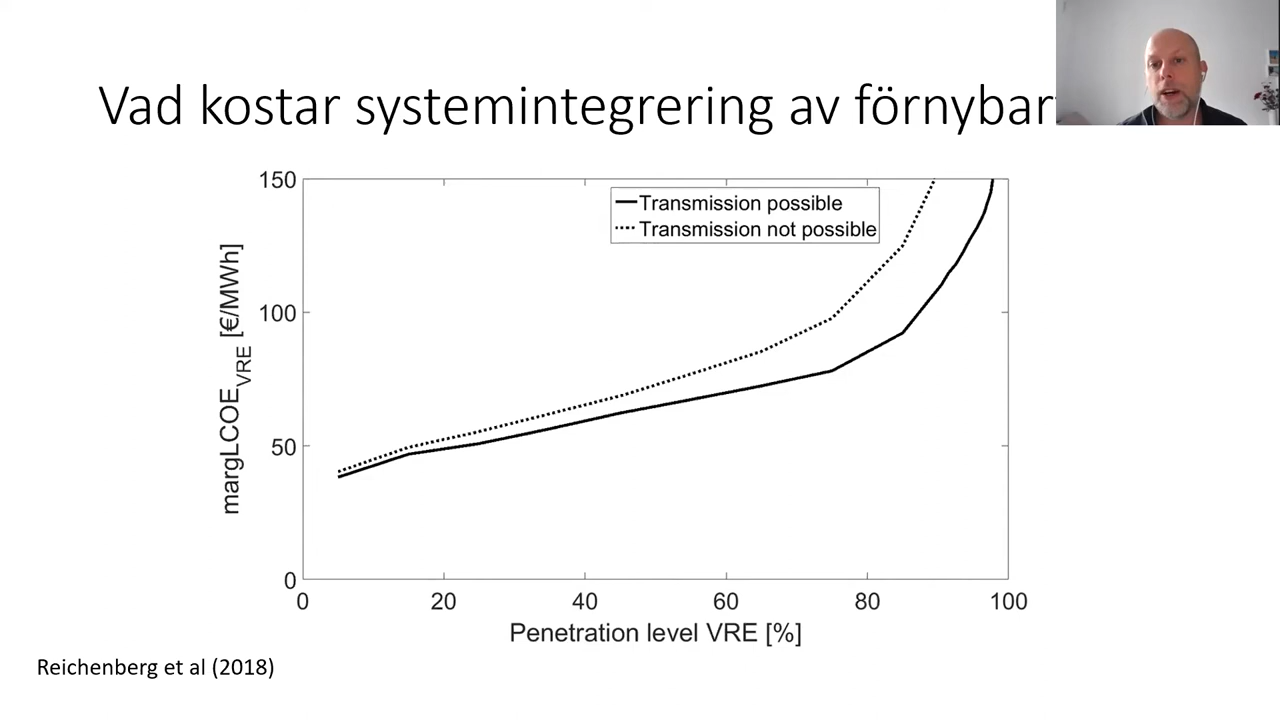 Vad kostar systemintegrering av förnybar
150
100
50
0
margLCOE_VRE [€/MWh]
Transmission possible
Transmission not possible
0 20 40 60 80 100
Penetration level VRE [%]
Reichenberg et al (2018)